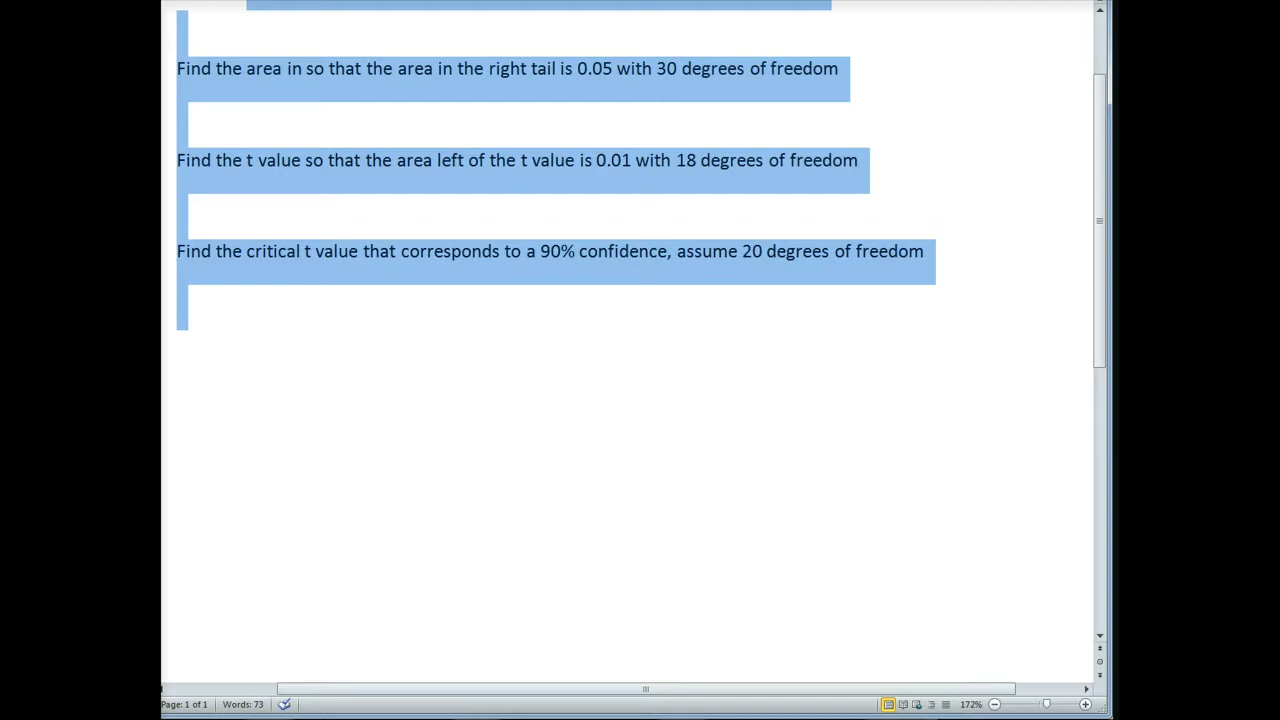 Find the area in so that the area in the right tail is 0.05 with 30 degrees of freedom
Find the t value so that the area left of the t value is 0.01 with 18 degrees of freedom
Find the critical t value that corresponds to a 90% confidence, assume 20 degrees of freedom
Page: 1 of 1 Words: 73 172%